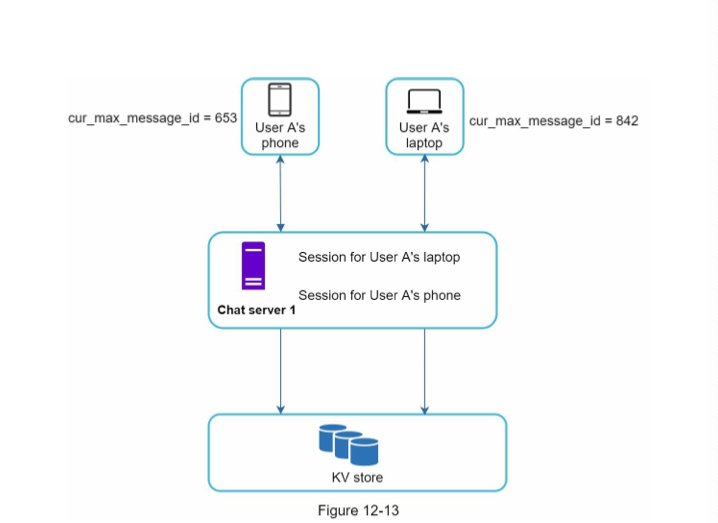 cur_max_message_id = 653
User A's
phone
User A's
laptop
cur_max_message_id = 842
Session for User A's laptop
Session for User A's phone
Chat server 1
KV store
Figure 12-13